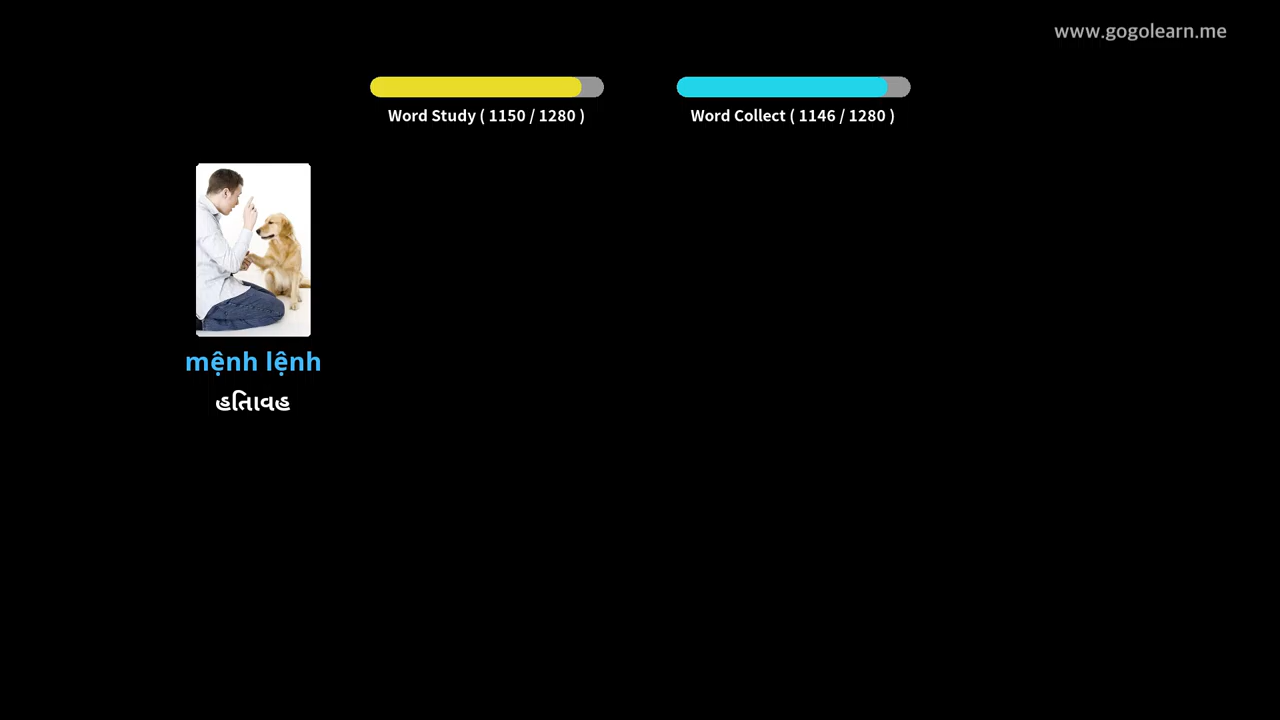 www.gogolearn.me
Word Study ( 1150 / 1280 )
Word Collect ( 1146 / 1280 )
mệnh lệnh
હતિાવહ